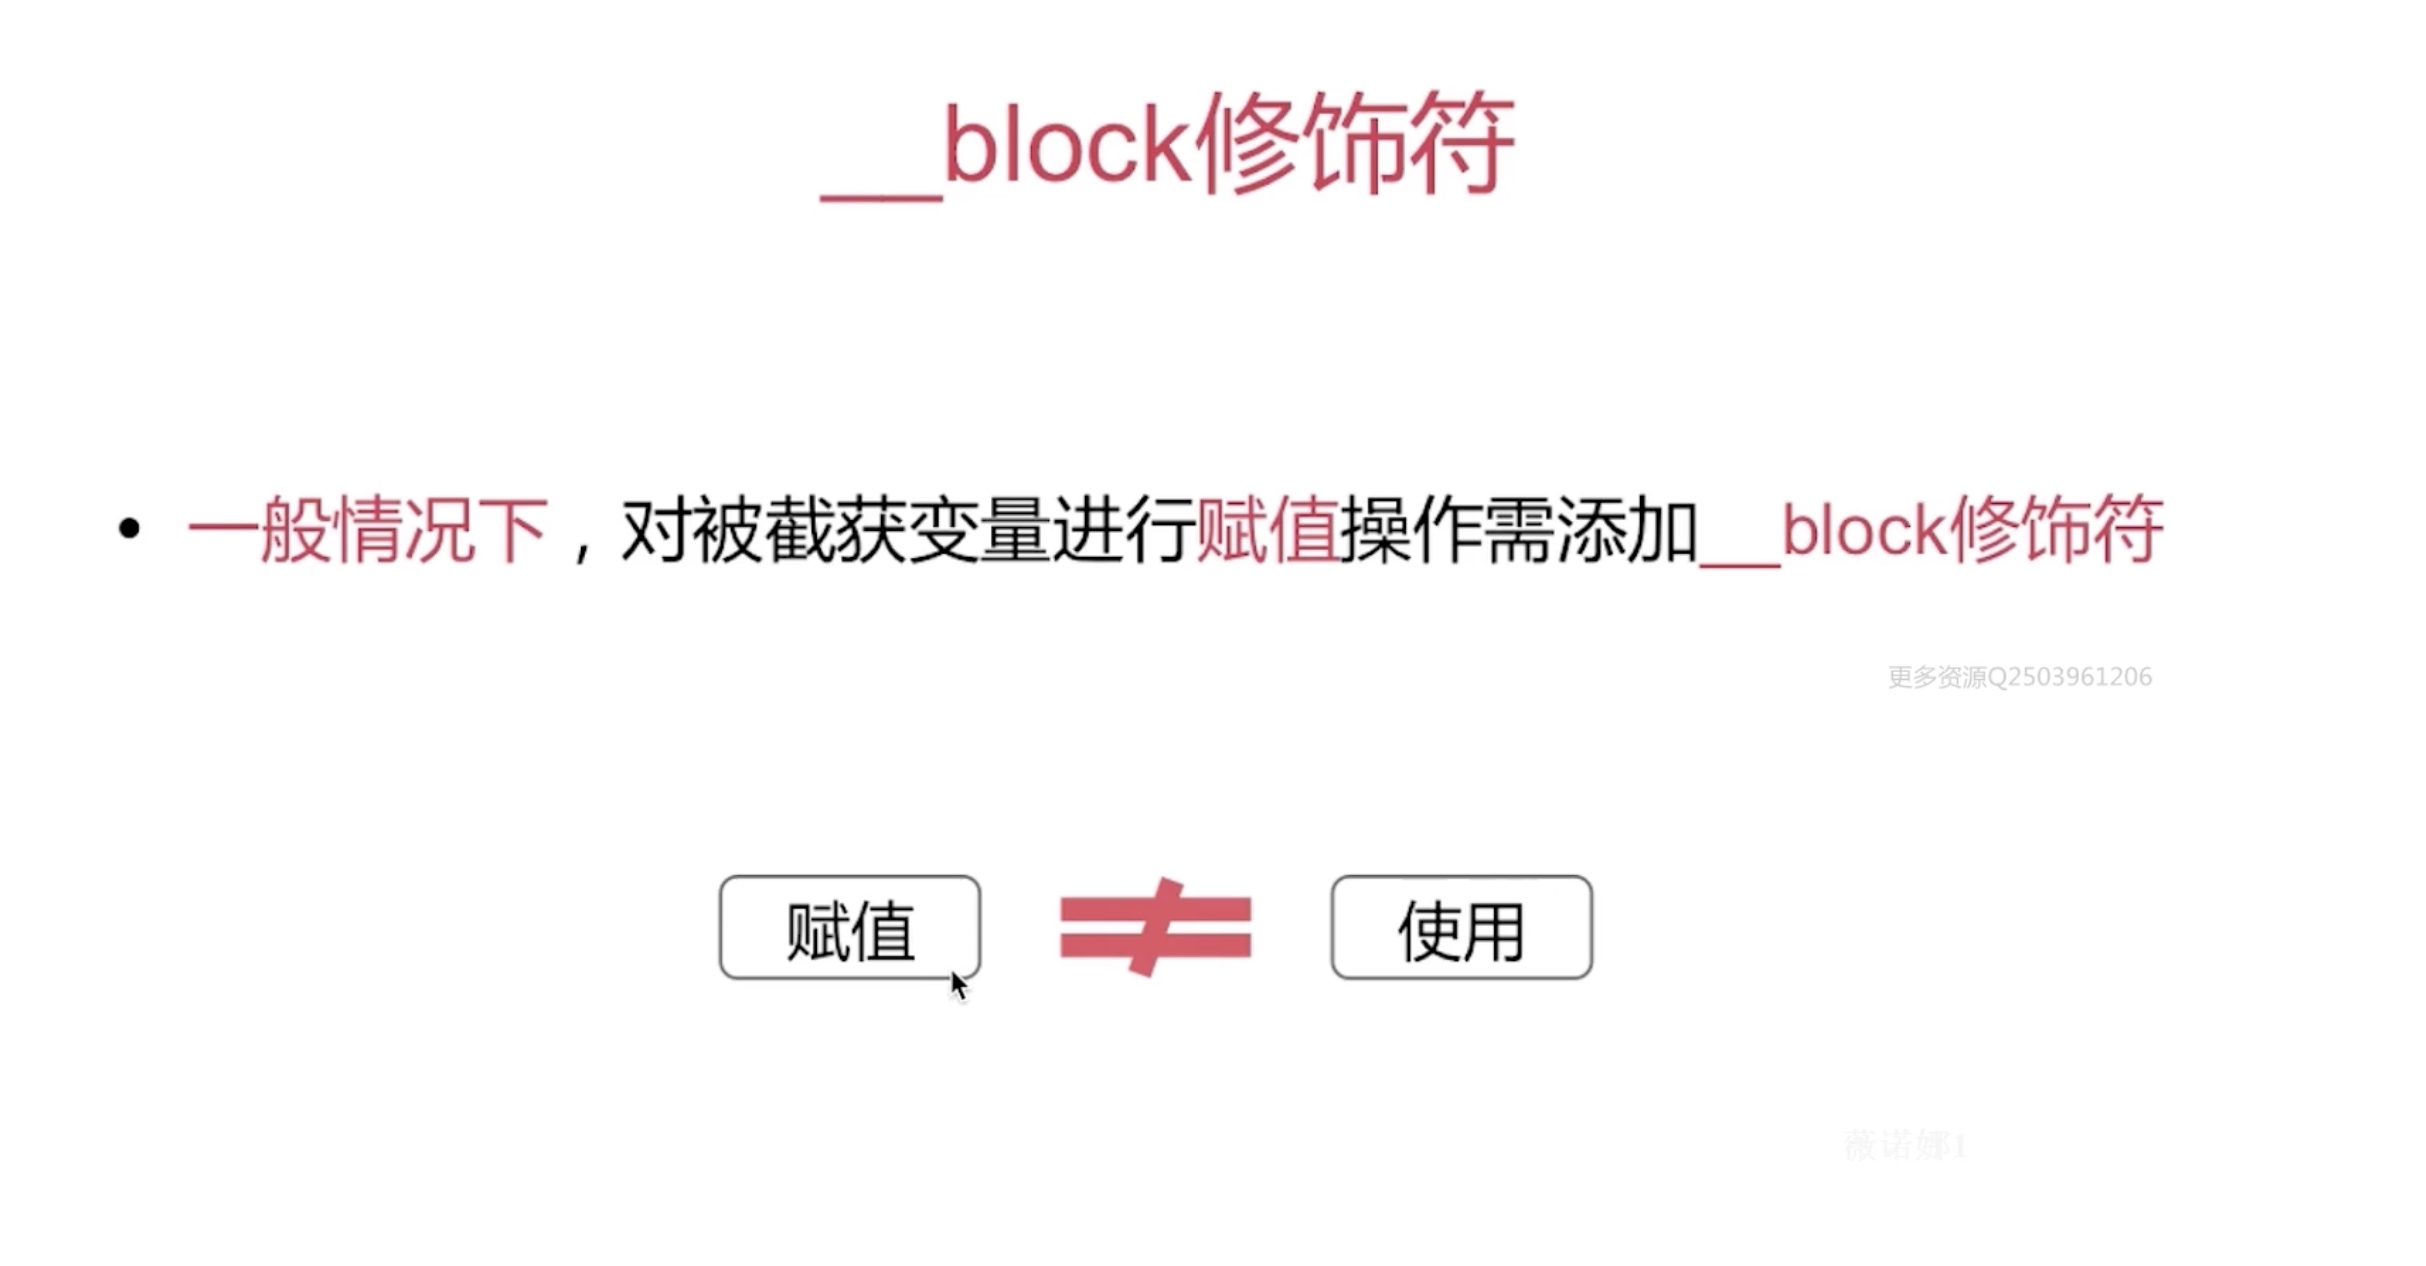 __block修饰符
• 一般情况下，对被截获变量进行赋值操作需添加__block修饰符
更多资源Q2503961206
赋值 ≠ 使用
薇诺娜1